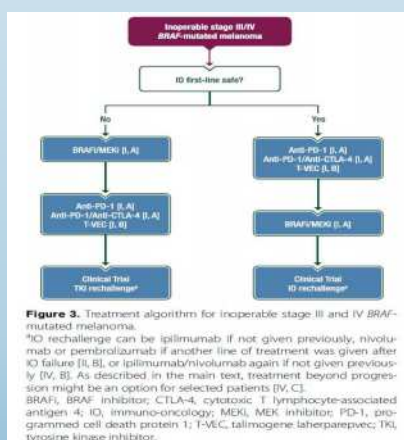 Inoperable stage III/IV
BRAF-mutated melanoma
IO first-line safe?
No
Yes
BRAFi/MEKi [I, A]
Anti-PD-1 [I, A]
Anti-PD-1/Anti-CTLA-4 [I, A]
T-VEC [I, B]
Anti-PD-1 [I, A]
Anti-PD-1/Anti-CTLA-4 [I, A]
T-VEC [I, B]
BRAFi/MEKi [I, A]
Clinical Trial
TKI rechallengeᵃ
Clinical Trial
IO rechallengeᵃ
Figure 3. Treatment algorithm for inoperable stage III and IV BRAF-
mutated melanoma.
ᵃIO rechallenge can be ipilimumab if not given previously, nivolu-
mab or pembrolizumab if another line of treatment was given after
IO failure [II, B], or ipilimumab/nivolumab again if not given previous-
ly [IV, B]. As described in the main text, treatment beyond progres-
sion might be an option for selected patients [IV, C].
BRAFi, BRAF inhibitor; CTLA-4, cytotoxic T lymphocyte-associated
antigen 4; IO, immuno-oncology; MEKi, MEK inhibitor; PD-1, pro-
grammed cell death protein 1; T-VEC, talimogene laherparepvec; TKI,
tyrosine kinase inhibitor.